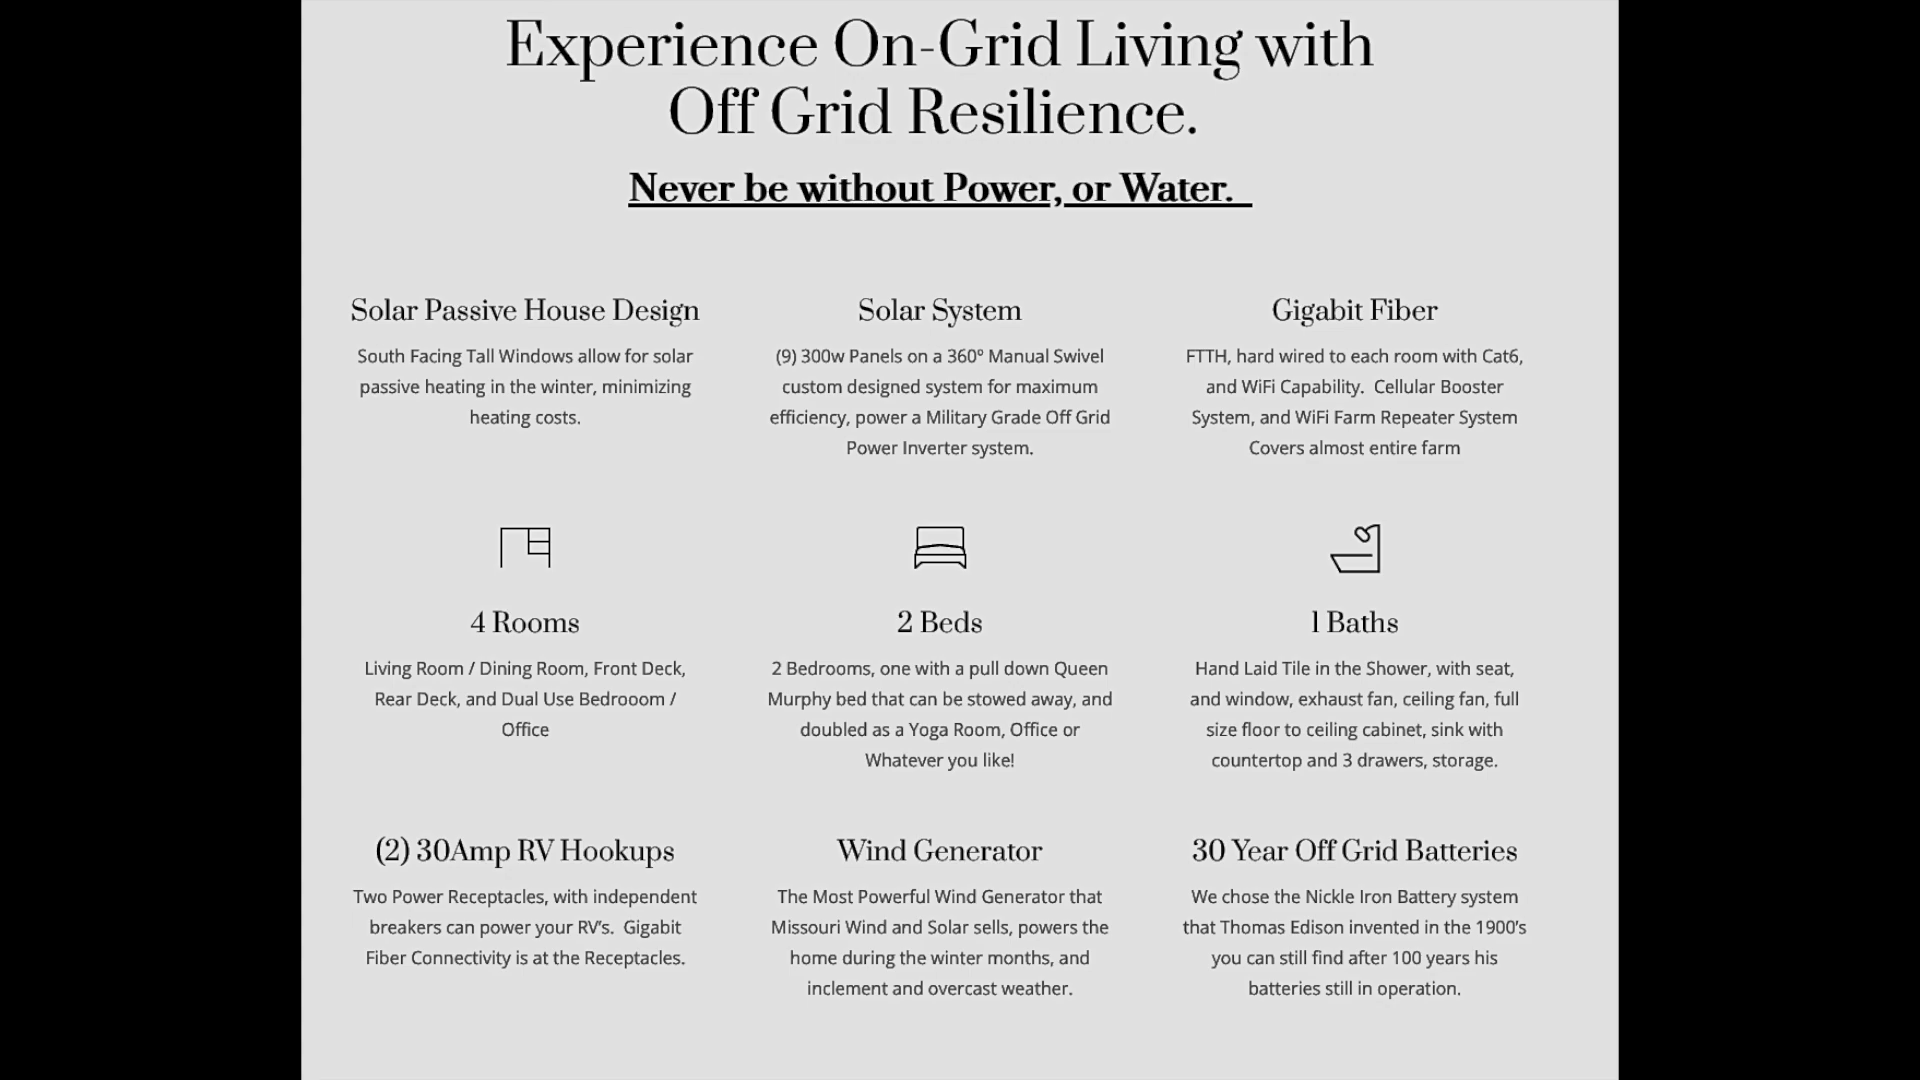 Experience On-Grid Living with
Off Grid Resilience.
Never be without Power, or Water.
Solar Passive House Design
South Facing Tall Windows allow for solar
passive heating in the winter, minimizing
heating costs.
Solar System
(9) 300w Panels on a 360º Manual Swivel
custom designed system for maximum
efficiency, power a Military Grade Off Grid
Power Inverter system.
Gigabit Fiber
FTTH, hard wired to each room with Cat6,
and WiFi Capability.  Cellular Booster
System, and WiFi Farm Repeater System
Covers almost entire farm
4 Rooms
Living Room / Dining Room, Front Deck,
Rear Deck, and Dual Use Bedrooom /
Office
2 Beds
2 Bedrooms, one with a pull down Queen
Murphy bed that can be stowed away, and
doubled as a Yoga Room, Office or
Whatever you like!
1 Baths
Hand Laid Tile in the Shower, with seat,
and window, exhaust fan, ceiling fan, full
size floor to ceiling cabinet, sink with
countertop and 3 drawers, storage.
(2) 30Amp RV Hookups
Two Power Receptacles, with independent
breakers can power your RV's.  Gigabit
Fiber Connectivity is at the Receptacles.
Wind Generator
The Most Powerful Wind Generator that
Missouri Wind and Solar sells, powers the
home during the winter months, and
inclement and overcast weather.
30 Year Off Grid Batteries
We chose the Nickle Iron Battery system
that Thomas Edison invented in the 1900's
you can still find after 100 years his
batteries still in operation.